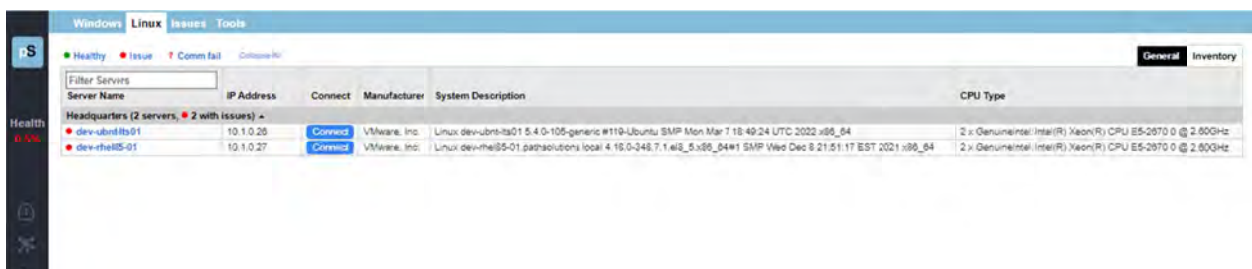 Windows Linux Issues Tools
pS
Healthy Issue ? Comm fail Collapse All
General Inventory
Filter Servers
Server Name IP Address Connect Manufacturer System Description CPU Type
Headquarters (2 servers, 2 with issues)
Health
dev-ubnt-lts01 10.1.0.26 Connect VMware, Inc. Linux dev-ubnt-lts01 5.4.0-105-generic #119-Ubuntu SMP Mon Mar 7 18:49:24 UTC 2022 x86_64 2 x GenuineIntel: Intel(R) Xeon(R) CPU E5-2670 0 @ 2.60GHz
dev-rhel85-01 10.1.0.27 Connect VMware, Inc. Linux dev-rhel85-01.pathsolutions.local 4.18.0-348.7.1.el8_5.x86_64#1 SMP Wed Dec 8 21:51:17 EST 2021 x86_64 2 x GenuineIntel: Intel(R) Xeon(R) CPU E5-2670 0 @ 2.60GHz